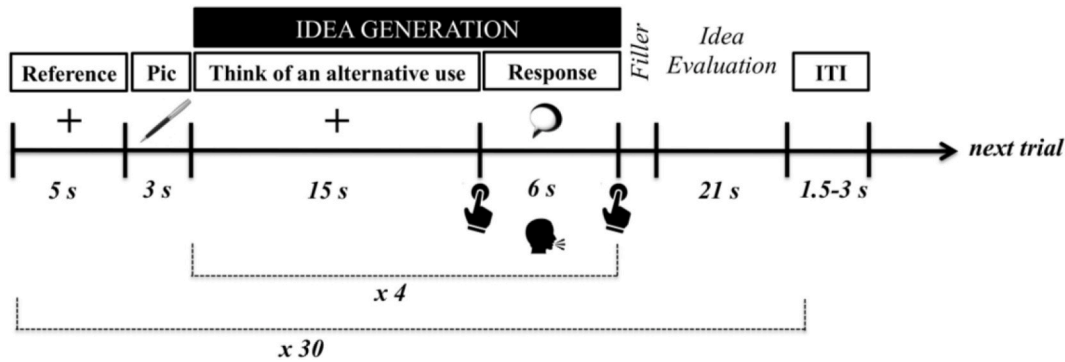 IDEA GENERATION
Reference
Pic
Think of an alternative use
Response
Filler
Idea
Evaluation
ITI
next trial
5 s
3 s
15 s
6 s
21 s
1.5-3 s
x 4
x 30